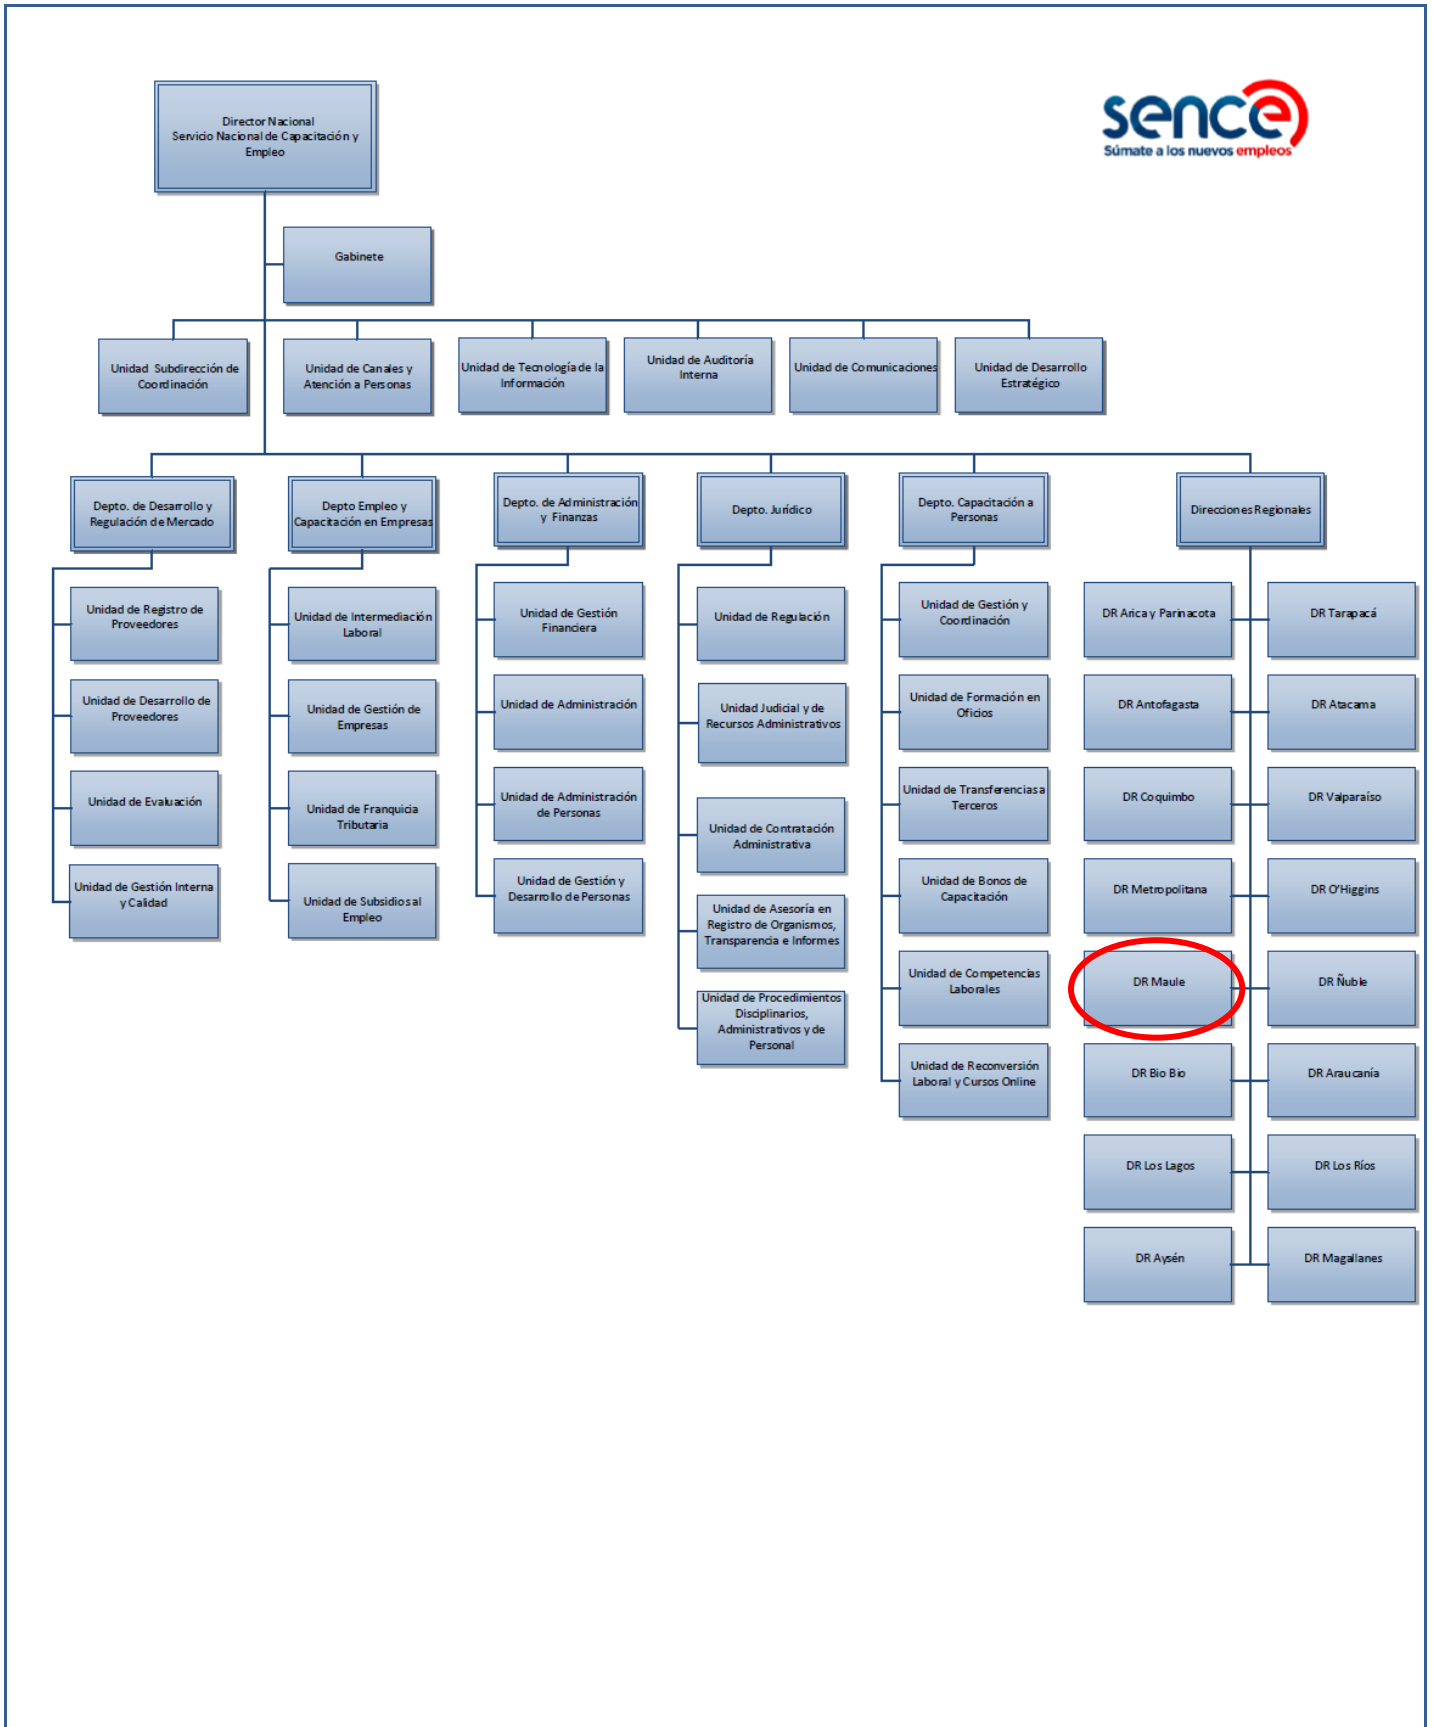 Director Nacional
Servicio Nacional de Capacitación y
Empleo
sence
Súmate a los nuevos empleos
Gabinete
Unidad Subdirección de
Coordinación
Unidad de Canales y
Atención a Personas
Unidad de Tecnología de la
Información
Unidad de Auditoría
Interna
Unidad de Comunicaciones
Unidad de Desarrollo
Estratégico
Depto. de Desarrollo y
Regulación de Mercado
Depto Empleo y
Capacitación en Empresas
Depto. de Administración
y Finanzas
Depto. Jurídico
Depto. Capacitación a
Personas
Direcciones Regionales
Unidad de Registro de
Proveedores
Unidad de Desarrollo de
Proveedores
Unidad de Evaluación
Unidad de Gestión Interna
y Calidad
Unidad de Intermediación
Laboral
Unidad de Gestión de
Empresas
Unidad de Franquicia
Tributaria
Unidad de Subsidios al
Empleo
Unidad de Gestión
Financiera
Unidad de Administración
Unidad de Administración
de Personas
Unidad de Gestión y
Desarrollo de Personas
Unidad de Regulación
Unidad Judicial y de
Recursos Administrativos
Unidad de Contratación
Administrativa
Unidad de Asesoría en
Registro de Organismos,
Transparencia e Informes
Unidad de Procedimientos
Disciplinarios,
Administrativos y de
Personal
Unidad de Gestión y
Coordinación
Unidad de Formación en
Oficios
Unidad de Transferencias a
Terceros
Unidad de Bonos de
Capacitación
Unidad de Competencias
Laborales
Unidad de Reconversión
Laboral y Cursos Online
DR Arica y Parinacota
DR Tarapacá
DR Antofagasta
DR Atacama
DR Coquimbo
DR Valparaíso
DR Metropolitana
DR O'Higgins
DR Maule
DR Ñuble
DR Bio Bio
DR Araucanía
DR Los Lagos
DR Los Ríos
DR Aysén
DR Magallanes